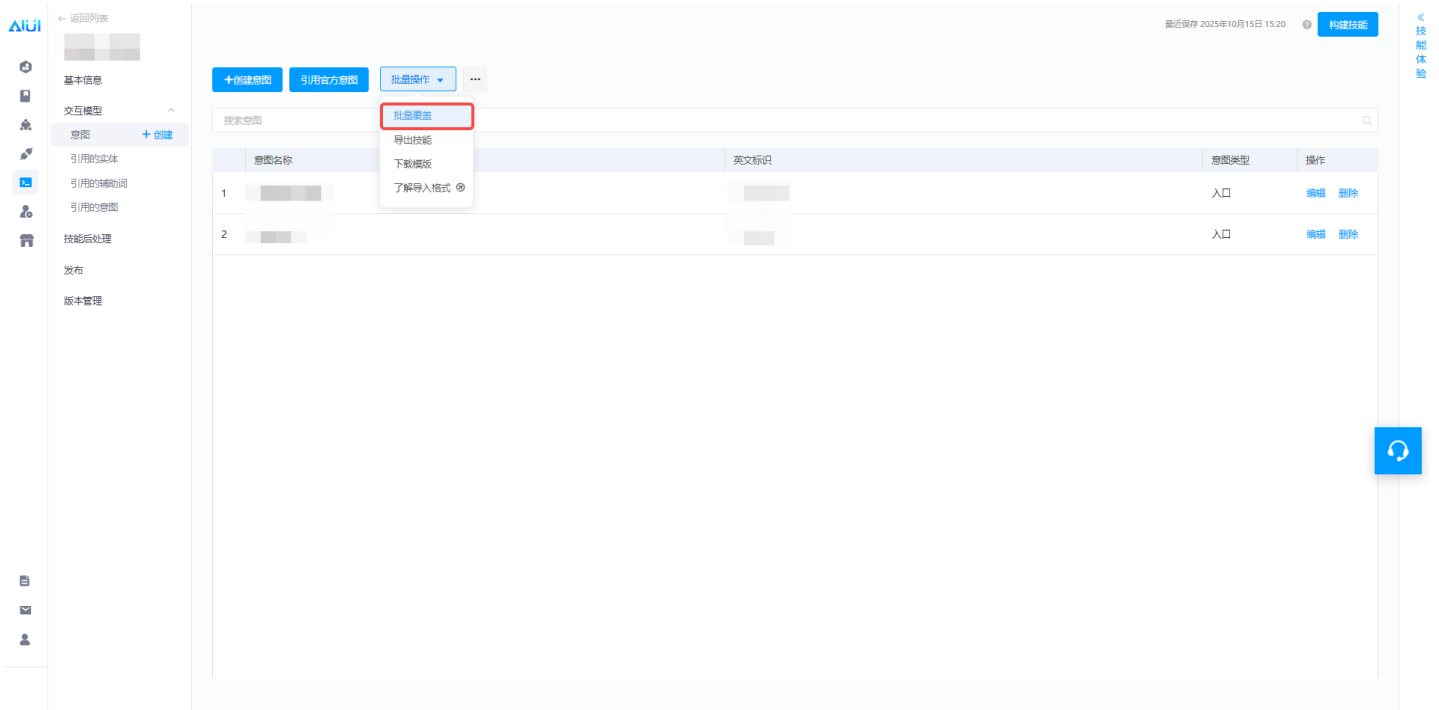 AIUI
← 返回列表
基本信息
交互模型
意图 + 创建
引用的实体
引用的辅助词
引用的意图
技能后处理
发布
版本管理
最近保存 2025年10月15日 15:20
构建技能
+创建意图 引用官方意图 批量操作 ...
搜索意图
批量覆盖
导出技能
下载模版
了解导入格式
意图名称 英文标识 意图类型 操作
1 入口 编辑 删除
2 入口 编辑 删除
«技能体验